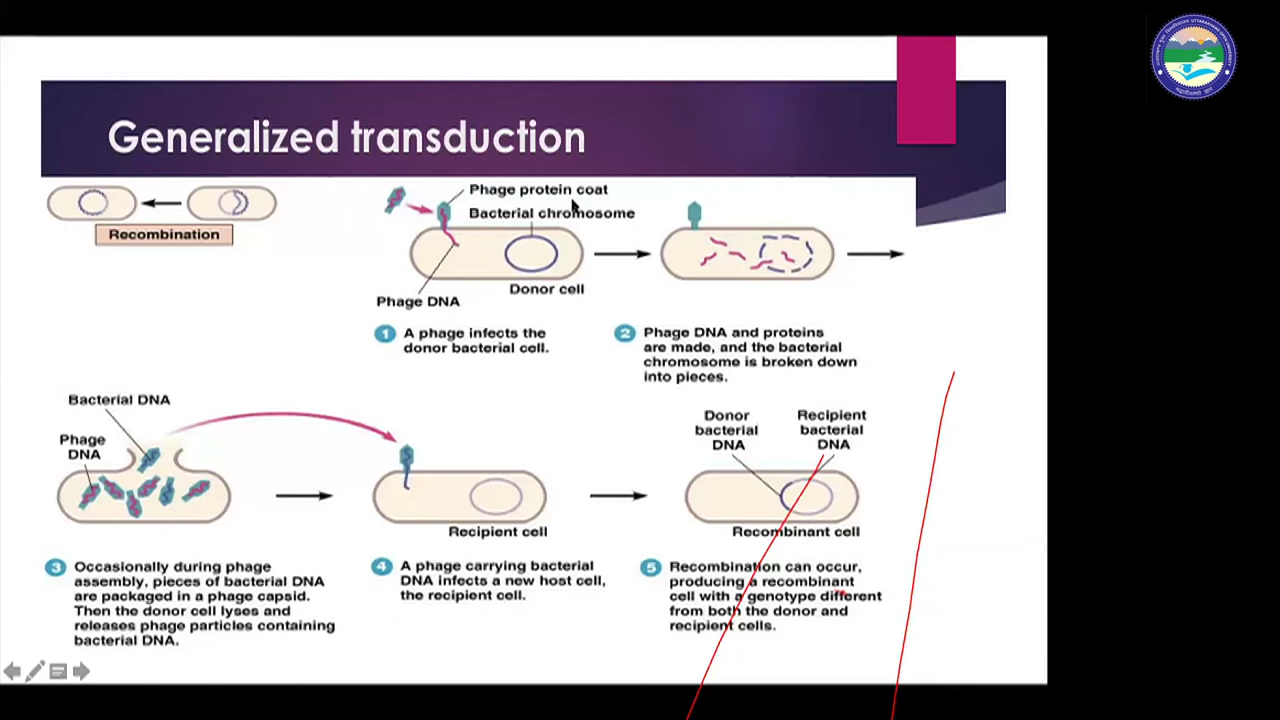 Generalized transduction
Recombination
Phage protein coat
Bacterial chromosome
Phage DNA
Donor cell
1 A phage infects the
donor bacterial cell.
2 Phage DNA and proteins
are made, and the bacterial
chromosome is broken down
into pieces.
Bacterial DNA
Phage
DNA
3 Occasionally during phage
assembly, pieces of bacterial DNA
are packaged in a phage capsid.
Then the donor cell lyses and
releases phage particles containing
bacterial DNA.
Recipient cell
4 A phage carrying bacterial
DNA infects a new host cell,
the recipient cell.
Donor
bacterial
DNA
Recipient
bacterial
DNA
Recombinant cell
5 Recombination can occur,
producing a recombinant
cell with a genotype different
from both the donor and
recipient cells.